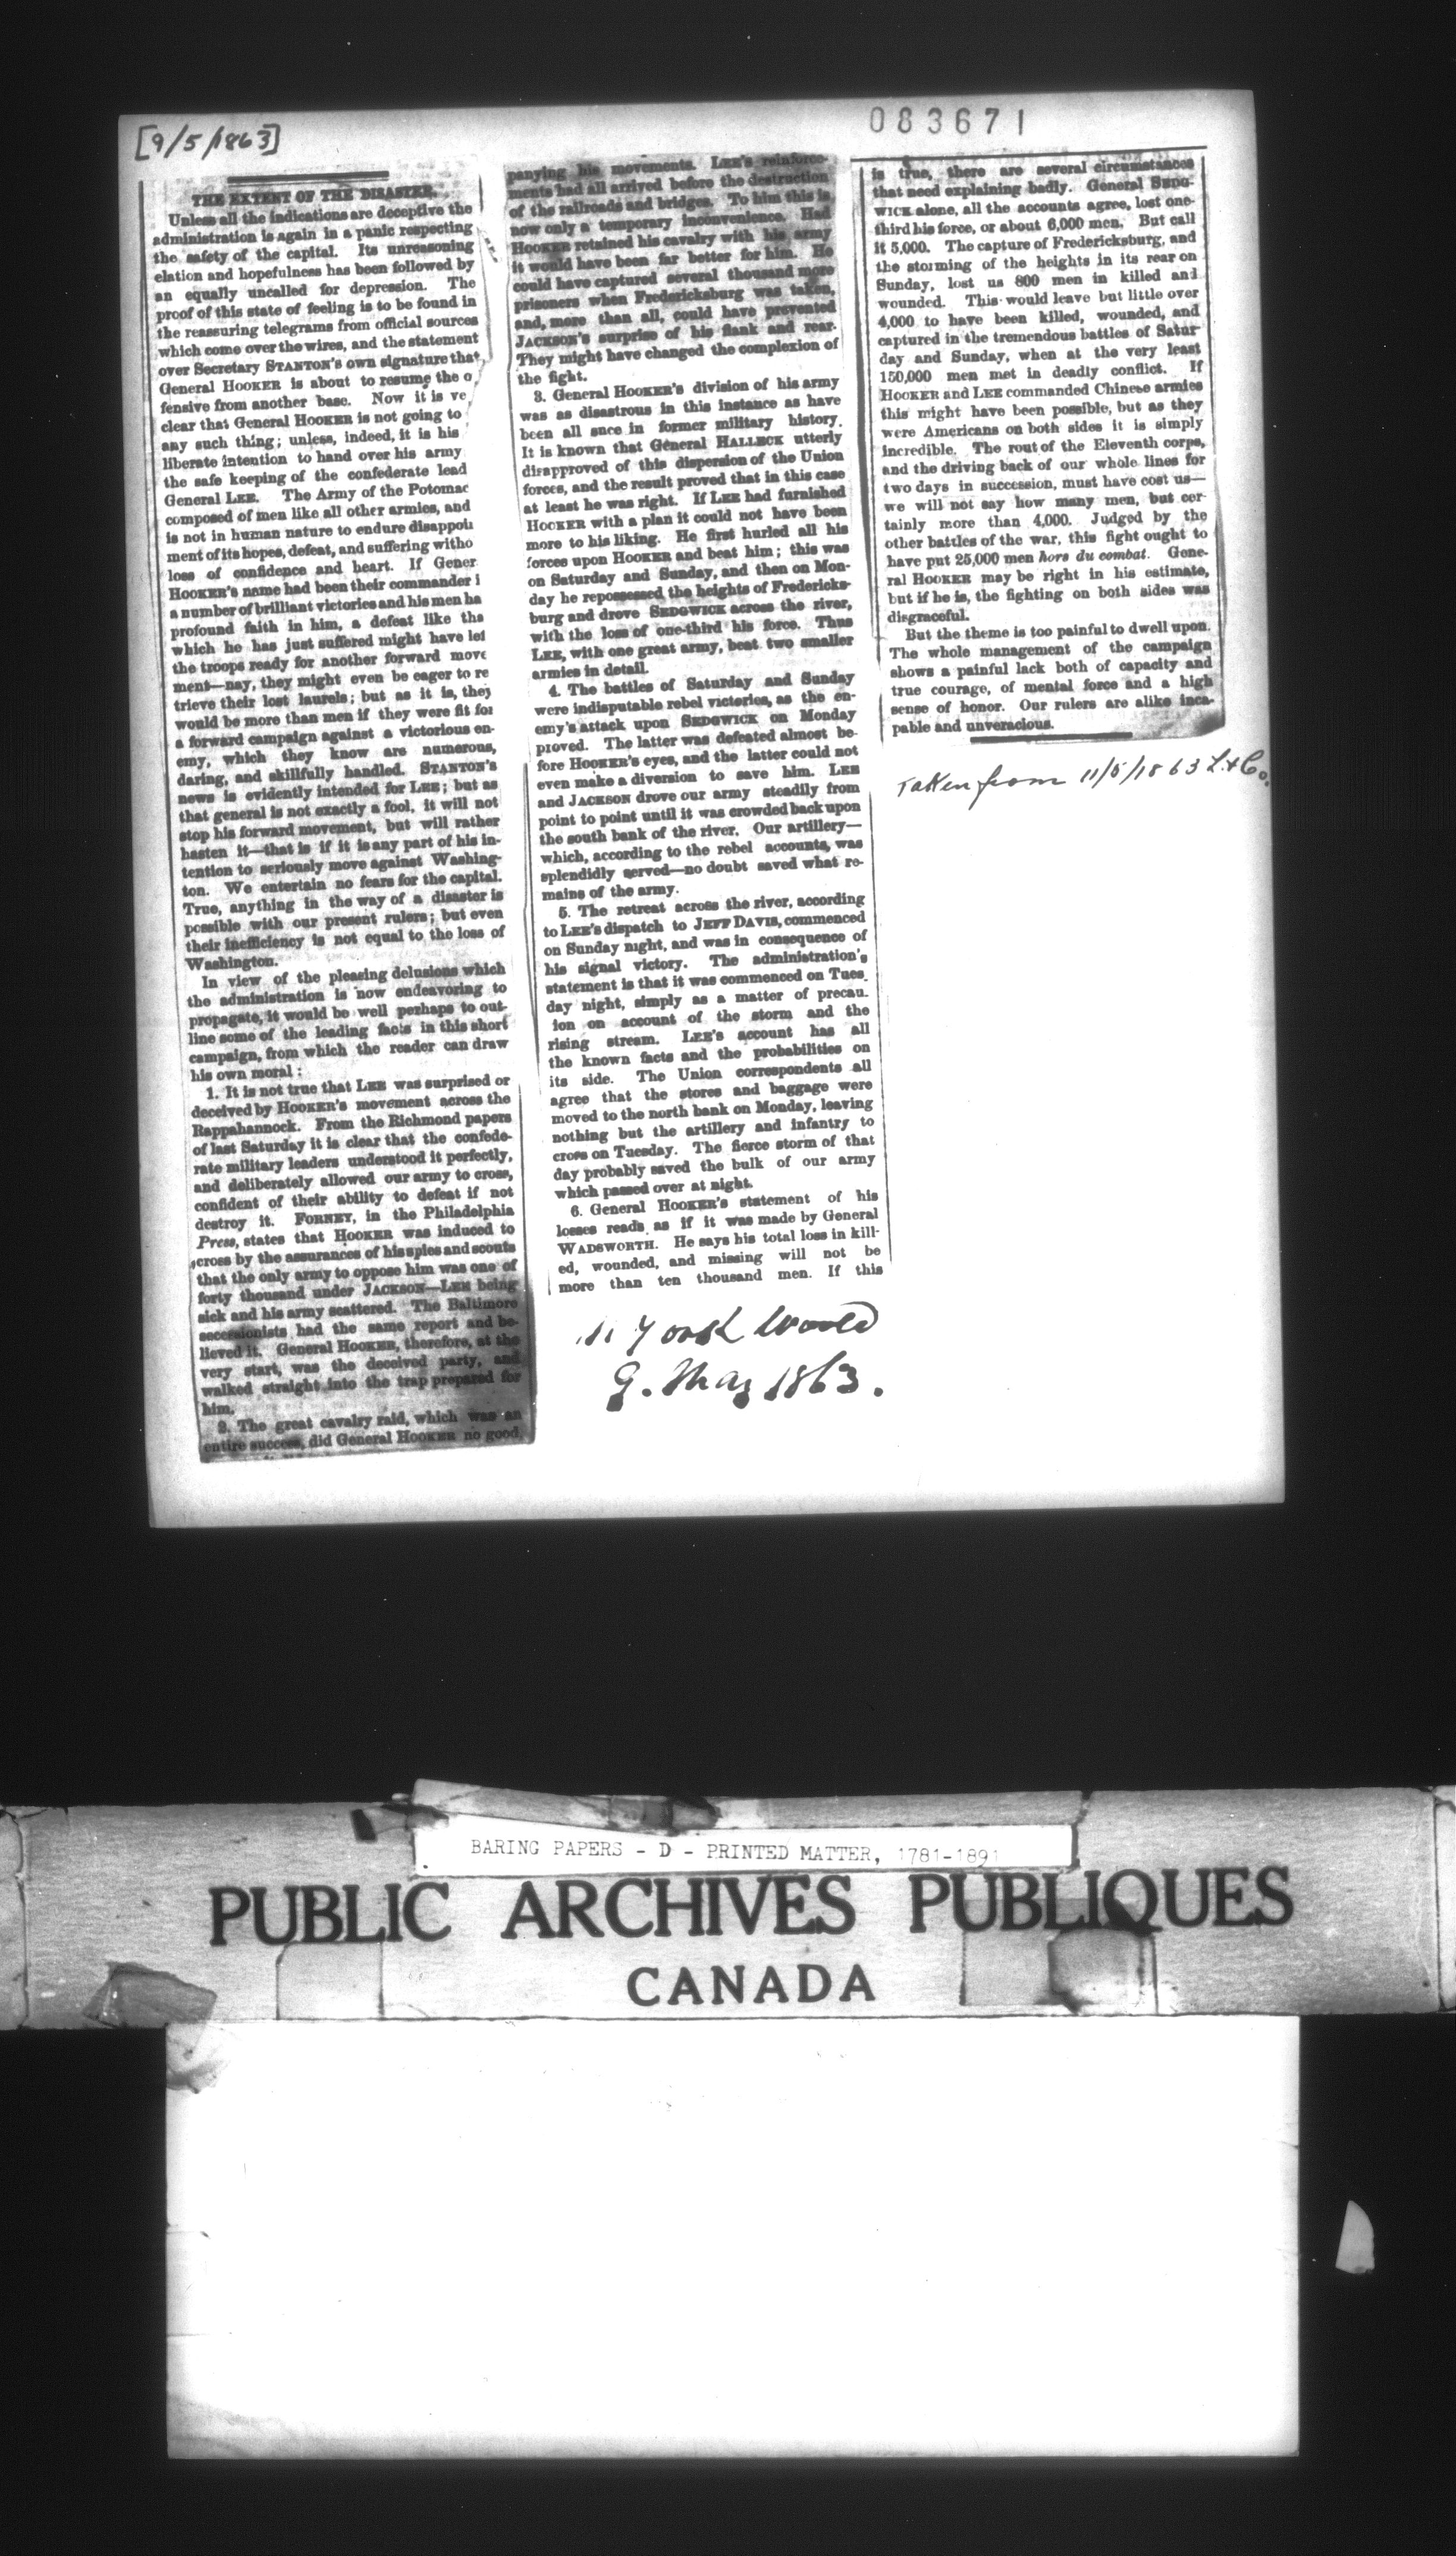 [9/5/1863]
083671
THE EXTENT OF THE DISASTER.
Unless all the indications are deceptive the
administration is again in a panic respecting
the safety of the capital. Its unreasoning
elation and hopefulness has been followed by
an equally uncalled for depression. The
proof of this state of feeling is to be found in
the reassuring telegrams from official sources
which come over the wires, and the statement
over Secretary STANTON'S own signature that
General HOOKER is about to resume the o
fensive from another base. Now it is ve
clear that General HOOKER is not going to
any such thing; unless, indeed, it is his
liberate intention to hand over his army
the safe keeping of the confederate lead
General LEE. The Army of the Potomac
composed of men like all other armies, and
is not in human nature to endure disappoin
ment of its hopes, defeat, and suffering witho
loss of confidence and heart. If Gener
HOOKER'S name had been their commander i
a number of brilliant victories and his men ha
profound faith in him, a defeat like tha
which he has just suffered might have lef
the troops ready for another forward move
ment—nay, they might even be eager to re
trieve their lost laurels; but as it is, they
would be more than men if they were fit for
a forward campaign against a victorious en-
emy, which they know are numerous,
daring, and skillfully handled. STANTON'S
news is evidently intended for LEE; but as
that general is not exactly a fool, it will not
stop his forward movement, but will rather
hasten it—that is if it is any part of his in-
tention to seriously move against Washing-
ton. We entertain no fears for the capital.
True, anything in the way of a disaster is
possible with our present rulers; but even
their inefficiency is not equal to the loss of
Washington.
In view of the pleasing delusions which
the administration is now endeavoring to
propagate, it would be well perhaps to out-
line some of the leading facts in this short
campaign, from which the reader can draw
his own moral:
1. It is not true that LEE was surprised or
deceived by HOOKER'S movement across the
Rappahannock. From the Richmond papers
of last Saturday it is clear that the confede-
rate military leaders understood it perfectly,
and deliberately allowed our army to cross,
confident of their ability to defeat if not
destroy it. FORNEY, in the Philadelphia
Press, states that HOOKER was induced to
cross by the assurances of his spies and scouts
that the only army to oppose him was one of
forty thousand under JACKSON—LEE being
sick and his army scattered. The Baltimore
secessionists had the same report and be-
lieved it. General HOOKER, therefore, at the
very start, was the deceived party, and
walked straight into the trap prepared for
him.
2. The great cavalry raid, which was an
entire success, did General HOOKER no good,
panying his movements. LEE'S reinforce-
ments had all arrived before the destruction
of the railroads and bridges. To him this is
now only a temporary inconvenience. Had
HOOKER retained his cavalry with his army
it would have been far better for him. He
could have captured several thousand more
prisoners when Fredericksburg was taken,
and, more than all, could have prevented
JACKSON'S surprise of his flank and rear.
They might have changed the complexion of
the fight.
3. General HOOKER'S division of his army
was as disastrous in this instance as have
been all snce in former military history.
It is known that General HALLECK utterly
disapproved of this dispersion of the Union
forces, and the result proved that in this case
at least he was right. If LEE had furnished
HOOKER with a plan it could not have been
more to his liking. He first hurled all his
forces upon HOOKER and beat him; this was
on Saturday and Sunday, and then on Mon-
day he repossessed the heights of Fredericks-
burg and drove SEDGWICK across the river,
with the loss of one-third his force. Thus
LEE, with one great army, beat two smaller
armies in detail.
4. The battles of Saturday and Sunday
were indisputable rebel victories, as the en-
emy's attack upon SEDGWICK on Monday
proved. The latter was defeated almost be-
fore HOOKER'S eyes, and the latter could not
even make a diversion to save him. LEE
and JACKSON drove our army steadily from
point to point until it was crowded back upon
the south bank of the river. Our artillery—
which, according to the rebel accounts, was
splendidly served—no doubt saved what re-
mains of the army.
5. The retreat across the river, according
to LEE'S dispatch to JEFF DAVIS, commenced
on Sunday night, and was in consequence of
his signal victory. The administration's
statement is that it was commenced on Tues-
day night, simply as a matter of precau-
ion on account of the storm and the
rising stream. LEE'S account has all
the known facts and the probabilities on
its side. The Union correspondents all
agree that the stores and baggage were
moved to the north bank on Monday, leaving
nothing but the artillery and infantry to
cross on Tuesday. The fierce storm of that
day probably saved the bulk of our army
which passed over at night.
6. General HOOKER'S statement of his
losses reads as if it was made by General
WADSWORTH. He says his total loss in kill-
ed, wounded, and missing will not be
more than ten thousand men. If this
N York World
9. May 1863.
is true, there are several circumstances
that need explaining badly. General SEDG-
WICK alone, all the accounts agree, lost one-
third his force, or about 6,000 men. But call
it 5,000. The capture of Fredericksburg, and
the storming of the heights in its rear on
Sunday, lost us 800 men in killed and
wounded. This would leave but little over
4,000 to have been killed, wounded, and
captured in the tremendous battles of Satur-
day and Sunday, when at the very least
150,000 men met in deadly conflict. If
HOOKER and LEE commanded Chinese armies
this might have been possible, but as they
were Americans on both sides it is simply
incredible. The rout of the Eleventh corps,
and the driving back of our whole lines for
two days in succession, must have cost us—
we will not say how many men, but cer-
tainly more than 4,000. Judged by the
other battles of the war, this fight ought to
have put 25,000 men hors du combat. Gene-
ral HOOKER may be right in his estimate,
but if he is, the fighting on both sides was
disgraceful.
But the theme is too painful to dwell upon.
The whole management of the campaign
shows a painful lack both of capacity and
true courage, of mental force and a high
sense of honor. Our rulers are alike inca-
pable and unveracious.
Taken from 11/5/1863 L. & Co.
BARING PAPERS - D - PRINTED MATTER, 1781-1891
PUBLIC ARCHIVES PUBLIQUES
CANADA